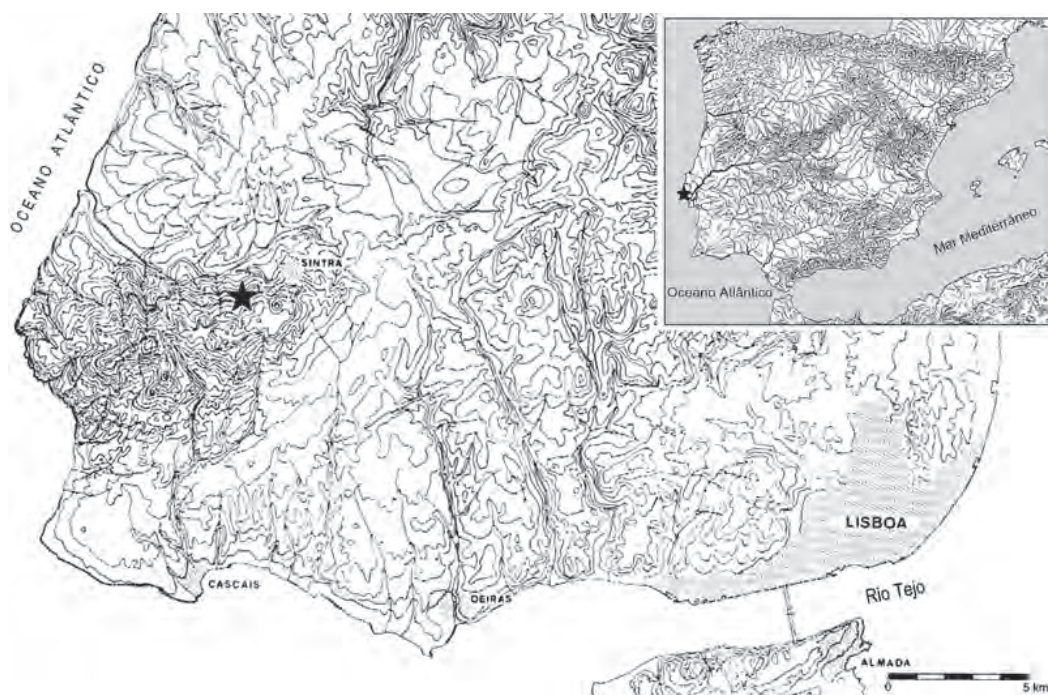 OCEANO ATLÂNTICO
SINTRA
CASCAIS
OEIRAS
LISBOA
Rio Tejo
ALMADA
0
5 km
Oceano Atlântico
Mar Mediterrâneo